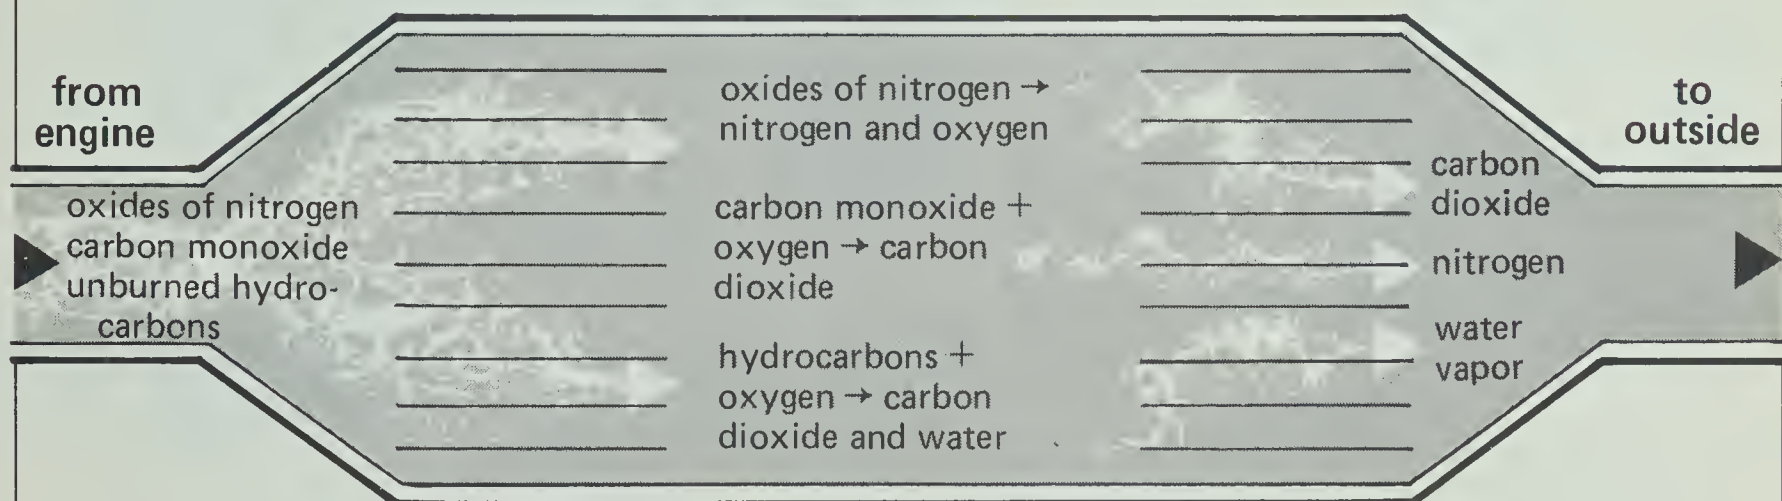 from
engine
oxides of nitrogen
carbon monoxide
unburned hydro-
carbons
oxides of nitrogen →
nitrogen and oxygen
carbon monoxide +
oxygen → carbon
dioxide
hydrocarbons +
oxygen → carbon
dioxide and water
carbon
dioxide
nitrogen
water
vapor
to
outside